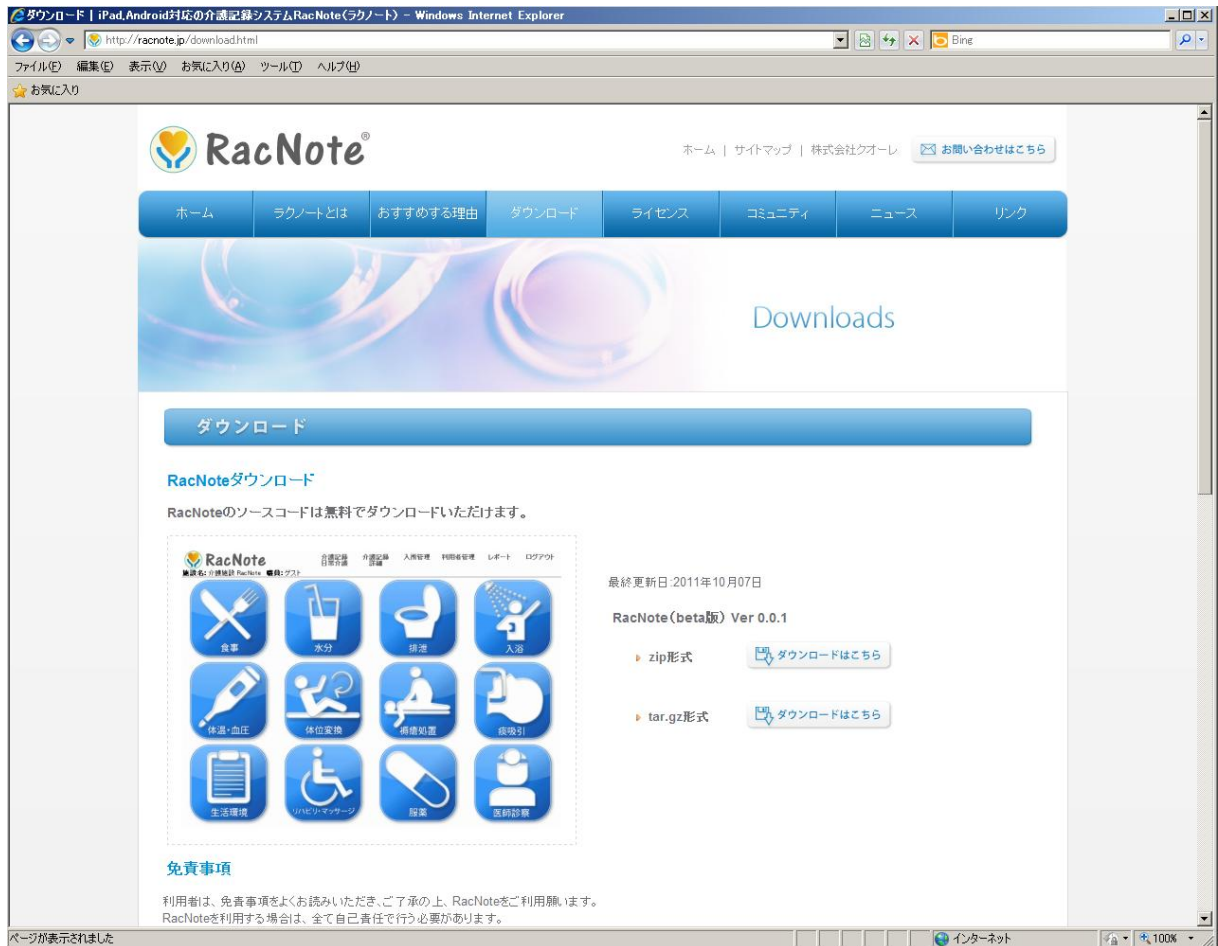 ダウンロード | iPad,Android対応の介護記録システムRacNote(ラクノート) - Windows Internet Explorer
http://racnote.jp/download.html
Bing
ファイル(F) 編集(E) 表示(V) お気に入り(A) ツール(T) ヘルプ(H)
お気に入り
RacNote®
ホーム | サイトマップ | 株式会社クオーレ お問い合わせはこちら
ホーム ラクノートとは おすすめする理由 ダウンロード ライセンス コミュニティ ニュース リンク
Downloads
ダウンロード
RacNoteダウンロード
RacNoteのソースコードは無料でダウンロードいただけます。
RacNote 介護記録日常介護 介護記録詳細 入所管理 利用者管理 レポート ログアウト
施設名:介護施設 RacNote 職員:ゲスト
食事 水分 排泄 入浴
体温・血圧 体位変換 褥瘡処置 痰吸引
生活環境 リハビリ・マッサージ 服薬 医師診察
最終更新日:2011年10月07日
RacNote(beta版) Ver 0.0.1
zip形式 ダウンロードはこちら
tar.gz形式 ダウンロードはこちら
免責事項
利用者は、免責事項をよくお読みいただき、ご了承の上、RacNoteをご利用願います。
RacNoteを利用する場合は、全て自己責任で行う必要があります。
ページが表示されました インターネット 100%